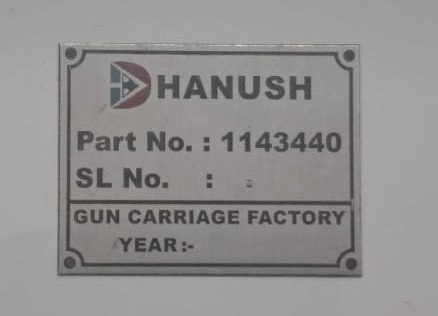 DHANUSH
Part No. : 1143440
SL No. :
GUN CARRIAGE FACTORY
YEAR :-